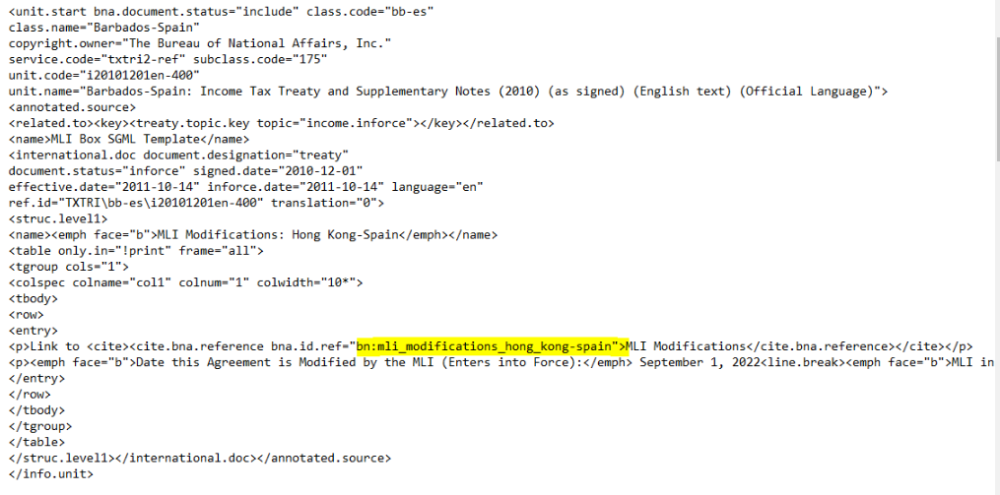 <unit.start bna.document.status="include" class.code="bb-es"
class.name="Barbados-Spain"
copyright.owner="The Bureau of National Affairs, Inc."
service.code="txtri2-ref" subclass.code="175"
unit.code="i20101201en-400"
unit.name="Barbados-Spain: Income Tax Treaty and Supplementary Notes (2010) (as signed) (English text) (Official Language)">
<annotated.source>
<related.to><key><treaty.topic.key topic="income.inforce"></key></related.to>
<name>MLI Box SGML Template</name>
<international.doc document.designation="treaty"
document.status="inforce" signed.date="2010-12-01"
effective.date="2011-10-14" inforce.date="2011-10-14" language="en"
ref.id="TXTRI\bb-es\i20101201en-400" translation="0">
<struc.level1>
<name><emph face="b">MLI Modifications: Hong Kong-Spain</emph></name>
<table only.in="!print" frame="all">
<tgroup cols="1">
<colspec colname="col1" colnum="1" colwidth="10*">
<tbody>
<row>
<entry>
<p>Link to <cite><cite.bna.reference bna.id.ref="bn:mli_modifications_hong_kong-spain">MLI Modifications</cite.bna.reference></cite></p>
<p><emph face="b">Date this Agreement is Modified by the MLI (Enters into Force):</emph> September 1, 2022<line.break><emph face="b">MLI in
</entry>
</row>
</tbody>
</tgroup>
</table>
</struc.level1></international.doc></annotated.source>
</info.unit>